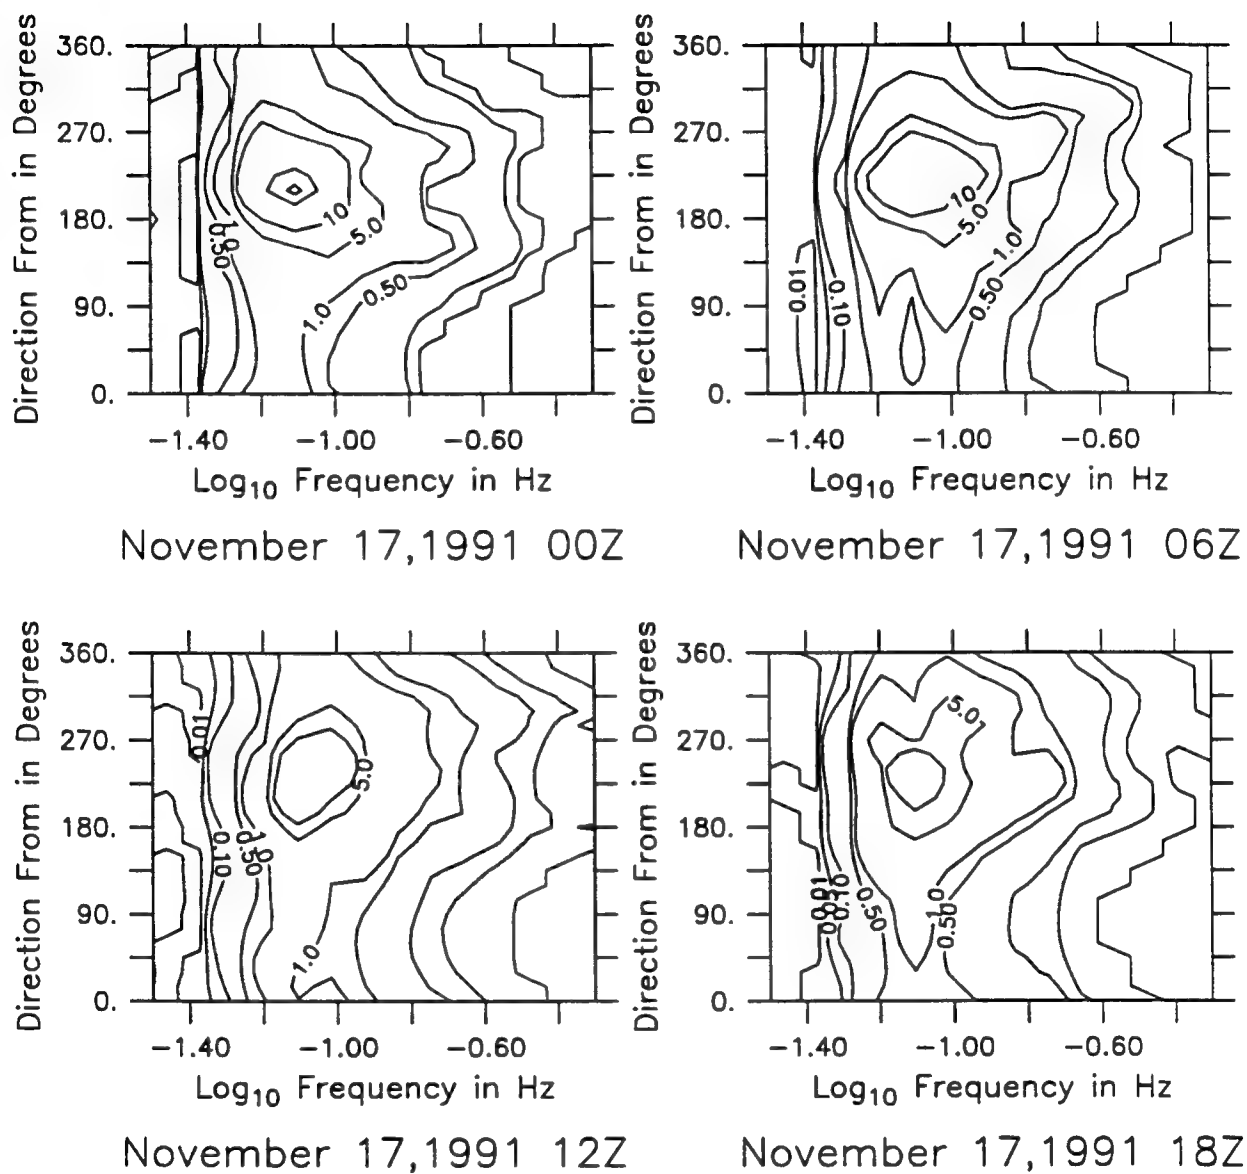 Direction From in Degrees
360.
270.
180.
90.
0.
0.50
1.0
10
5.0
1.0
0.50
−1.40 −1.00 −0.60
Log10 Frequency in Hz
November 17,1991 00Z
Direction From in Degrees
360.
270.
180.
90.
0.
0.01
0.10
10
5.0
1.0
0.50
−1.40 −1.00 −0.60
Log10 Frequency in Hz
November 17,1991 06Z
Direction From in Degrees
360.
270.
180.
90.
0.
0.01
0.10
0.50
1.0
5.0
1.0
−1.40 −1.00 −0.60
Log10 Frequency in Hz
November 17,1991 12Z
Direction From in Degrees
360.
270.
180.
90.
0.
5.0
0.01
0.10
0.50
1.0
0.50
−1.40 −1.00 −0.60
Log10 Frequency in Hz
November 17,1991 18Z